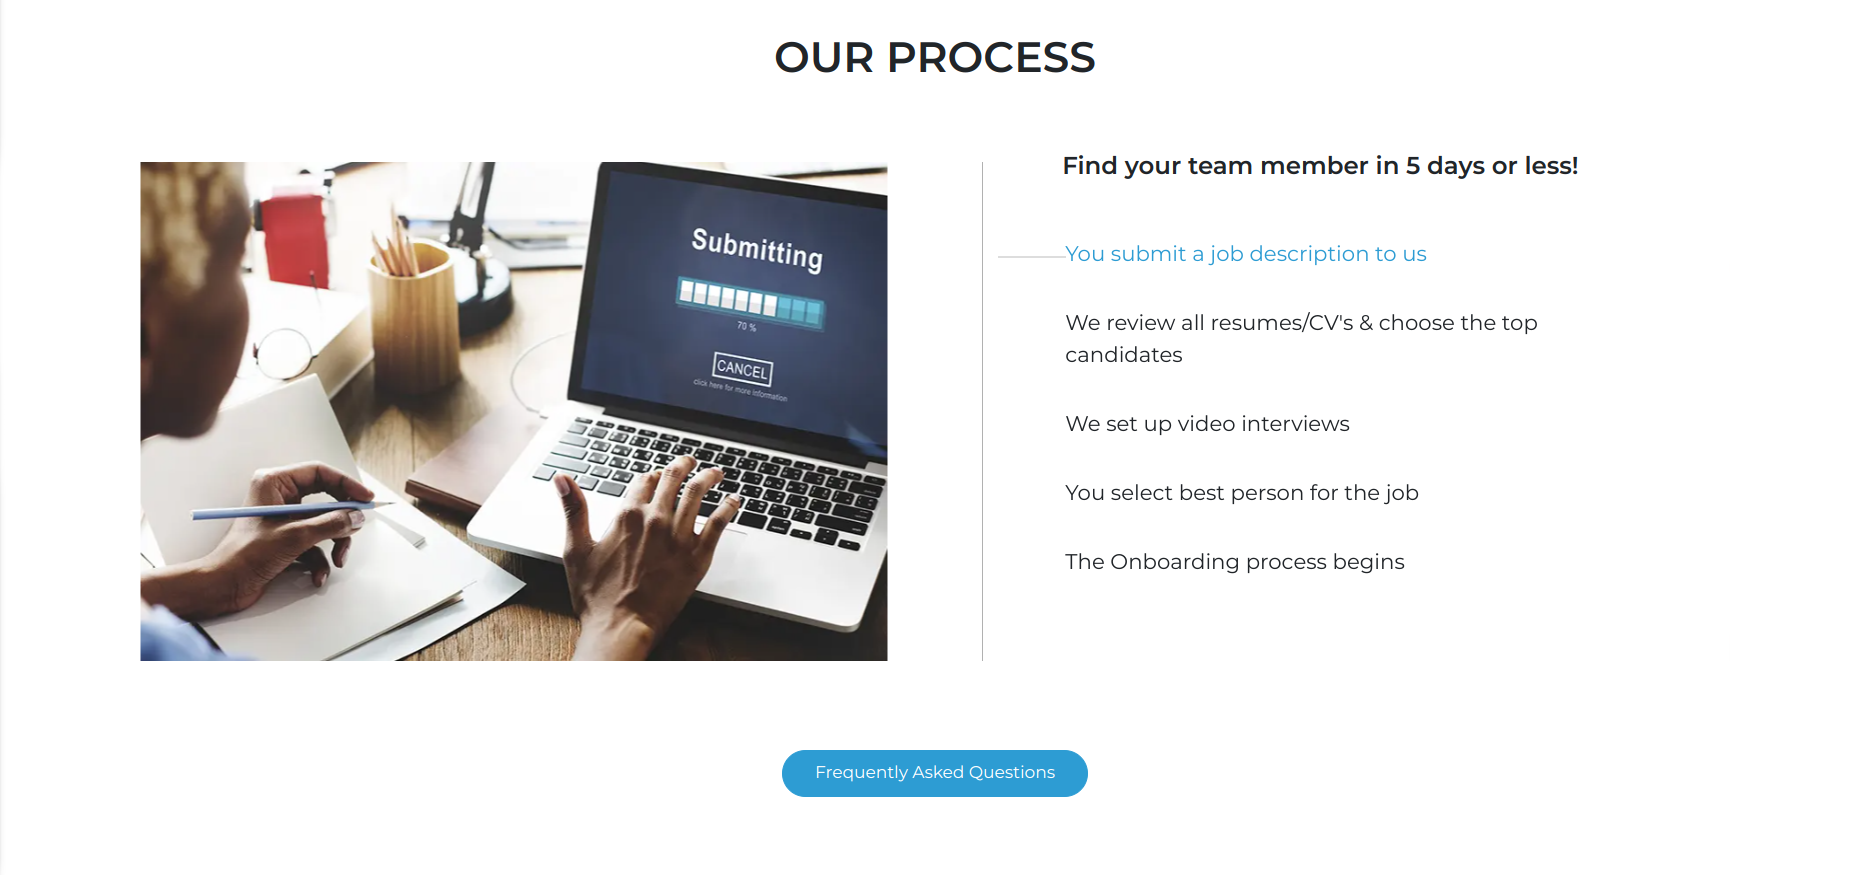 OUR PROCESS
Submitting
70 %
CANCEL
click here for more information
Find your team member in 5 days or less!
You submit a job description to us
We review all resumes/CV's & choose the top
candidates
We set up video interviews
You select best person for the job
The Onboarding process begins
Frequently Asked Questions